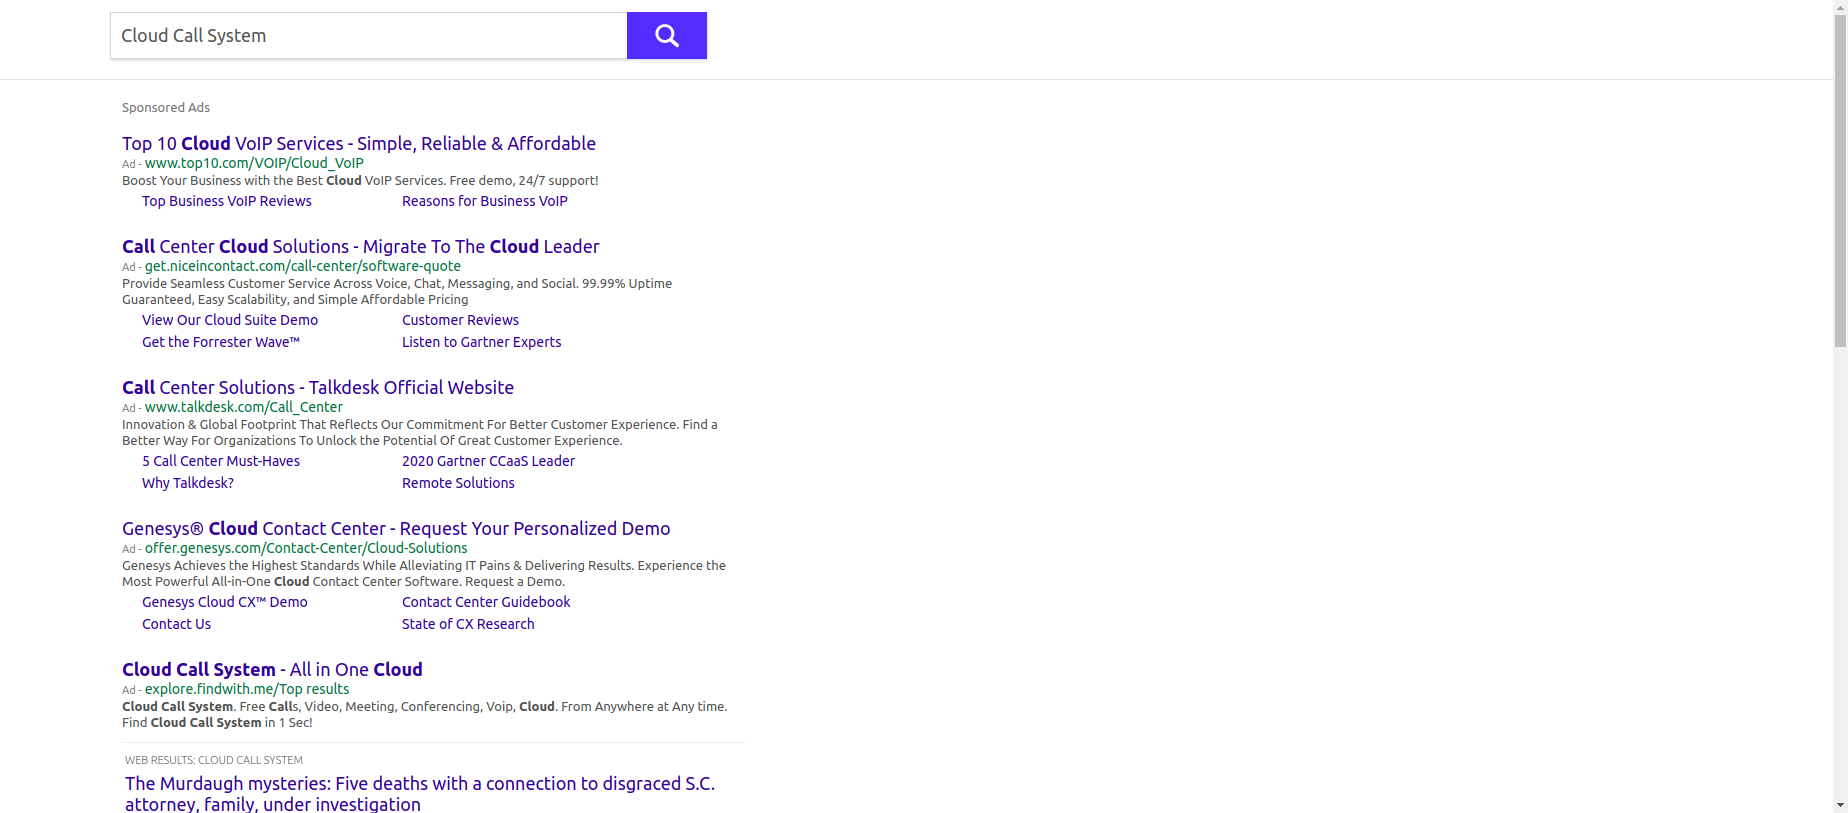 Cloud Call System
Sponsored Ads
Top 10 Cloud VoIP Services - Simple, Reliable & Affordable
Ad - www.top10.com/VOIP/Cloud_VoIP
Boost Your Business with the Best Cloud VoIP Services. Free demo, 24/7 support!
Top Business VoIP Reviews Reasons for Business VoIP
Call Center Cloud Solutions - Migrate To The Cloud Leader
Ad - get.niceincontact.com/call-center/software-quote
Provide Seamless Customer Service Across Voice, Chat, Messaging, and Social. 99.99% Uptime
Guaranteed, Easy Scalability, and Simple Affordable Pricing
View Our Cloud Suite Demo Customer Reviews
Get the Forrester Wave™ Listen to Gartner Experts
Call Center Solutions - Talkdesk Official Website
Ad - www.talkdesk.com/Call_Center
Innovation & Global Footprint That Reflects Our Commitment For Better Customer Experience. Find a
Better Way For Organizations To Unlock the Potential Of Great Customer Experience.
5 Call Center Must-Haves 2020 Gartner CCaaS Leader
Why Talkdesk? Remote Solutions
Genesys® Cloud Contact Center - Request Your Personalized Demo
Ad - offer.genesys.com/Contact-Center/Cloud-Solutions
Genesys Achieves the Highest Standards While Alleviating IT Pains & Delivering Results. Experience the
Most Powerful All-in-One Cloud Contact Center Software. Request a Demo.
Genesys Cloud CX™ Demo Contact Center Guidebook
Contact Us State of CX Research
Cloud Call System - All in One Cloud
Ad - explore.findwith.me/Top results
Cloud Call System. Free Calls, Video, Meeting, Conferencing, Voip, Cloud. From Anywhere at Any time.
Find Cloud Call System in 1 Sec!
WEB RESULTS: CLOUD CALL SYSTEM
The Murdaugh mysteries: Five deaths with a connection to disgraced S.C.
attorney, family, under investigation